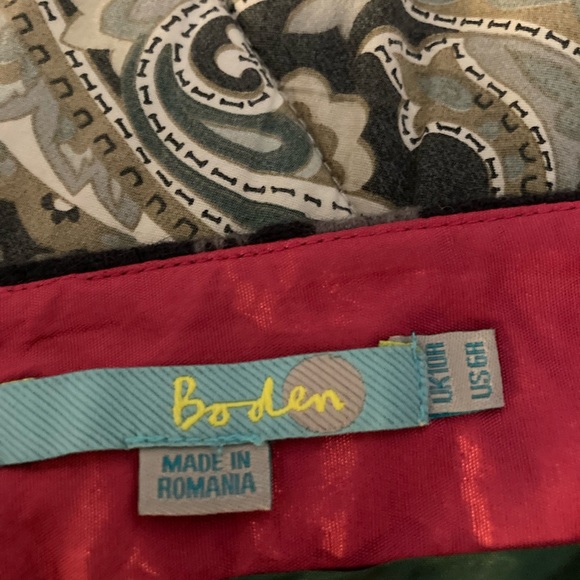 Boden
MADE IN
ROMANIA
UK10R
US6R